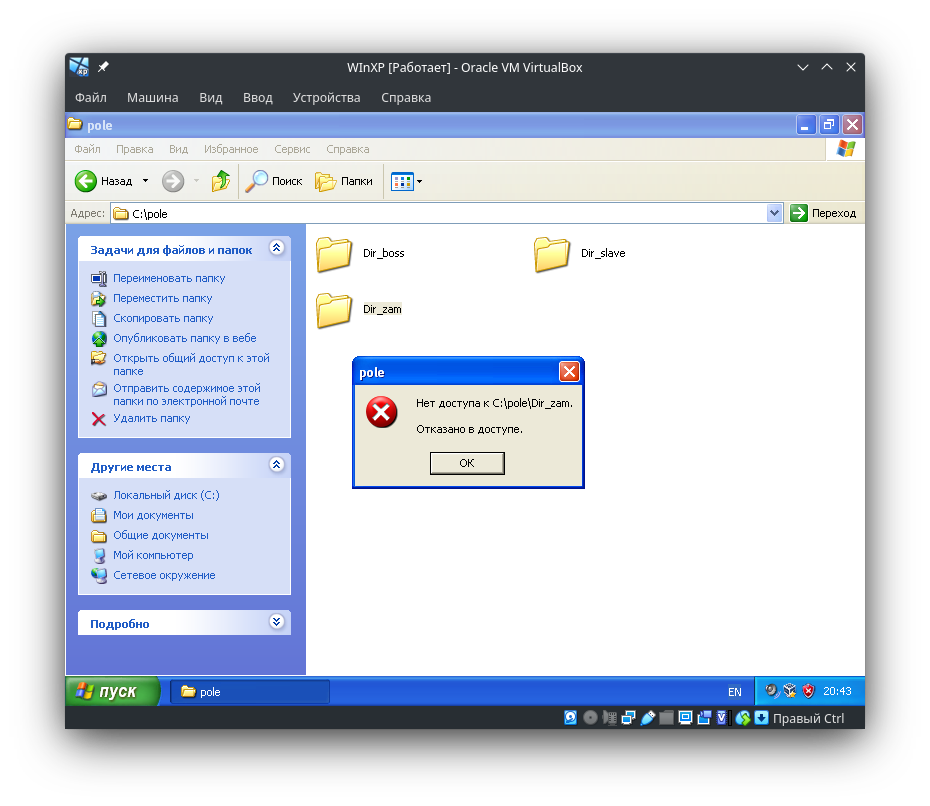 WInXP [Работает] - Oracle VM VirtualBox
Файл Машина Вид Ввод Устройства Справка
pole
Файл Правка Вид Избранное Сервис Справка
Назад Поиск Папки
Адрес: C:\pole Переход
Задачи для файлов и папок
Переименовать папку
Переместить папку
Скопировать папку
Опубликовать папку в вебе
Открыть общий доступ к этой
папке
Отправить содержимое этой
папки по электронной почте
Удалить папку
Другие места
Локальный диск (C:)
Мои документы
Общие документы
Мой компьютер
Сетевое окружение
Подробно
Dir_boss Dir_slave
Dir_zam
pole
Нет доступа к C:\pole\Dir_zam.
Отказано в доступе.
OK
пуск pole EN 20:43
Правый Ctrl